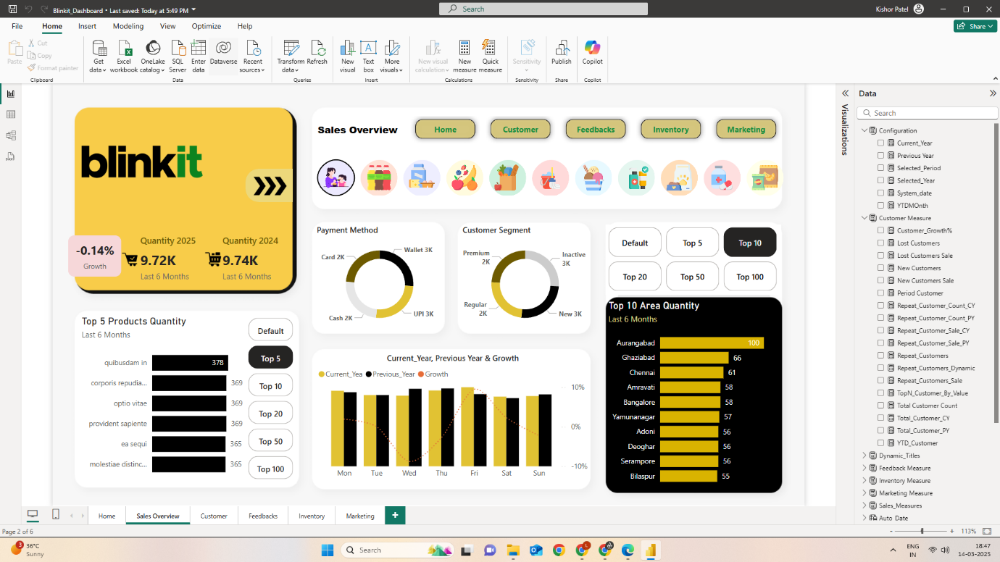 Blinkit_Dashboard • Last saved: Today at 5:49 PM
Search
Kishor Patel
File Home Insert Modeling View Optimize Help
Share
Paste
Cut
Copy
Format painter
Clipboard
Get data
Excel workbook
OneLake catalog
SQL Server
Enter data
Dataverse
Recent sources
Data
Transform data
Refresh
Queries
New visual
Text box
More visuals
Insert
New visual calculation
New measure
Quick measure
Calculations
Sensitivity
Sensitivity
Publish
Share
Copilot
Copilot
blinkit
-0.14%
Growth
Quantity 2025
9.72K
Last 6 Months
Quantity 2024
9.74K
Last 6 Months
Sales Overview
Home
Customer
Feedbacks
Inventory
Marketing
Payment Method
Card 2K
Wallet 3K
Cash 2K
UPI 3K
Customer Segment
Premium 2K
Inactive 3K
Regular 2K
New 3K
Default
Top 5
Top 10
Top 20
Top 50
Top 100
Top 5 Products Quantity
Last 6 Months
quibusdam in 378
corporis repudia... 369
optio vitae 369
provident sapiente 369
ea sequi 365
molestiae distinc... 365
Default
Top 5
Top 10
Top 20
Top 50
Top 100
Current_Year, Previous Year & Growth
Current_Yea Previous_Year Growth
10%
0%
-10%
Mon Tue Wed Thu Fri Sat Sun
Top 10 Area Quantity
Last 6 Months
Aurangabad 100
Ghaziabad 66
Chennai 61
Amravati 58
Bangalore 58
Yamunanagar 57
Adoni 56
Deoghar 56
Serampore 56
Bilaspur 55
Visualizations
Data
Search
Configuration
Current_Year
Previous Year
Selected_Period
Selected_Year
System_date
YTDMOnth
Customer Measure
Customer_Growth%
Lost Customers
Lost Customers Sale
New Customers
New Customers Sale
Period Customer
Repeat_Customer_Count_CY
Repeat_Customer_Count_PY
Repeat_Customer_Sale_CY
Repeat_Customer_Sale_PY
Repeat_Customers
Repeat_Customers_Dynamic
Repeat_Customers_Sale
TopN_Customer_By_Value
Total Customer Count
Total_Customer_CY
Total_Customer_PY
YTD_Customer
Dynamic_Titles
Feedback Measure
Inventory Measure
Marketing Measure
Sales_Measures
Auto Date
Home
Sales Overview
Customer
Feedbacks
Inventory
Marketing
Page 2 of 6
- + 113%
3
36°C
Sunny
Search
L
ENG
IN
18:47
14-03-2025